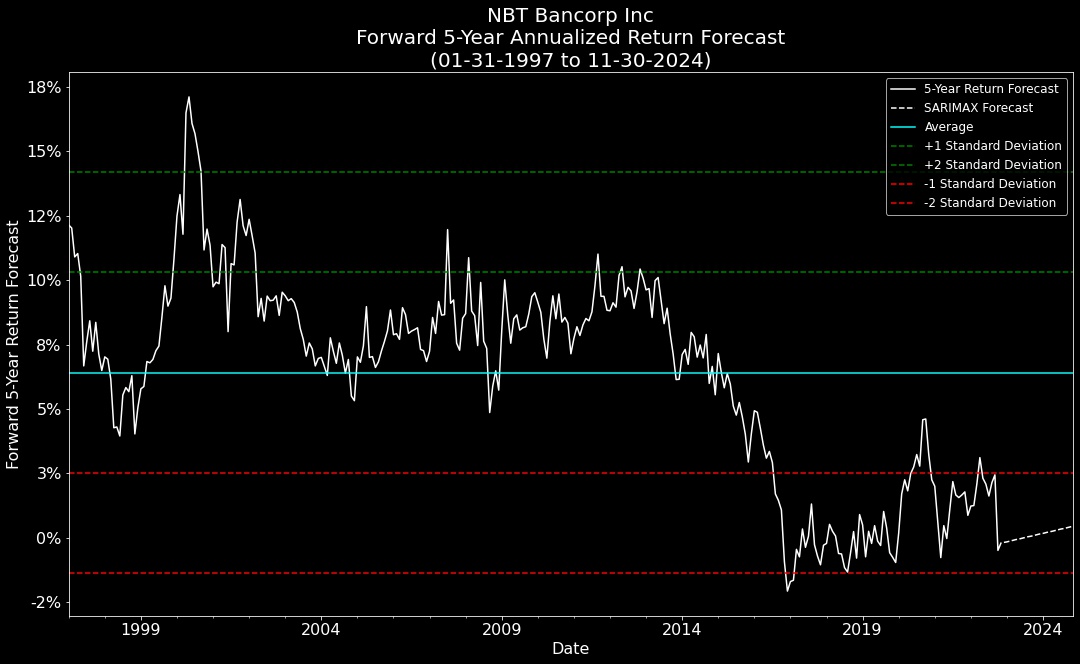 NBT Bancorp Inc
Forward 5-Year Annualized Return Forecast
(01-31-1997 to 11-30-2024)
5-Year Return Forecast
SARIMAX Forecast
Average
+1 Standard Deviation
+2 Standard Deviation
-1 Standard Deviation
-2 Standard Deviation
Forward 5-Year Return Forecast
18%
15%
12%
10%
8%
5%
3%
0%
-2%
1999
2004
2009
2014
2019
2024
Date